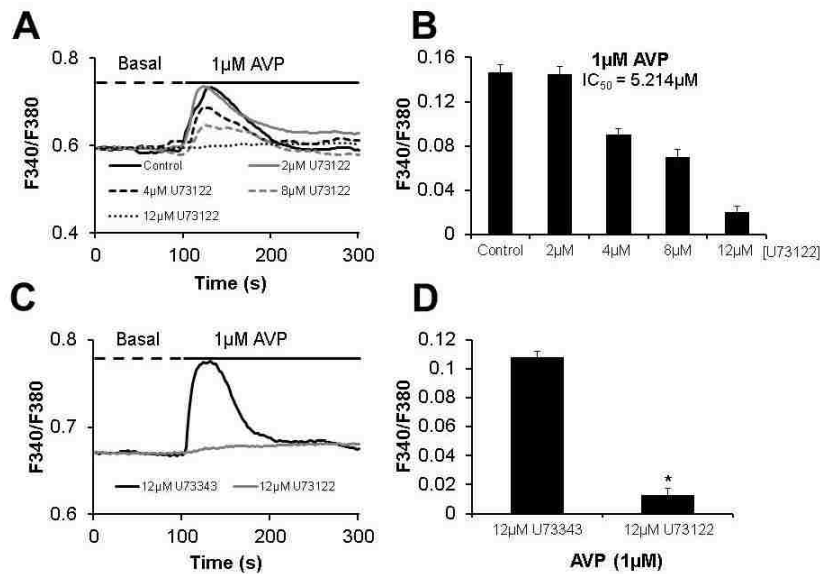 A
Basal 1µM AVP
F340/F380
0.8
0.6
0.4
Control 2µM U73122
4µM U73122 8µM U73122
12µM U73122
0 100 200 300
Time (s)
B
1µM AVP
IC50 = 5.214µM
F340/F380
0.16
0.12
0.08
0.04
0
Control 2µM 4µM 8µM 12µM [U73122]
C
Basal 1µM AVP
F340/F380
0.8
0.7
0.6
12µM U73343 12µM U73122
0 100 200 300
Time (s)
D
F340/F380
0.12
0.1
0.08
0.06
0.04
0.02
0
*
12µM U73343 12µM U73122
AVP (1µM)